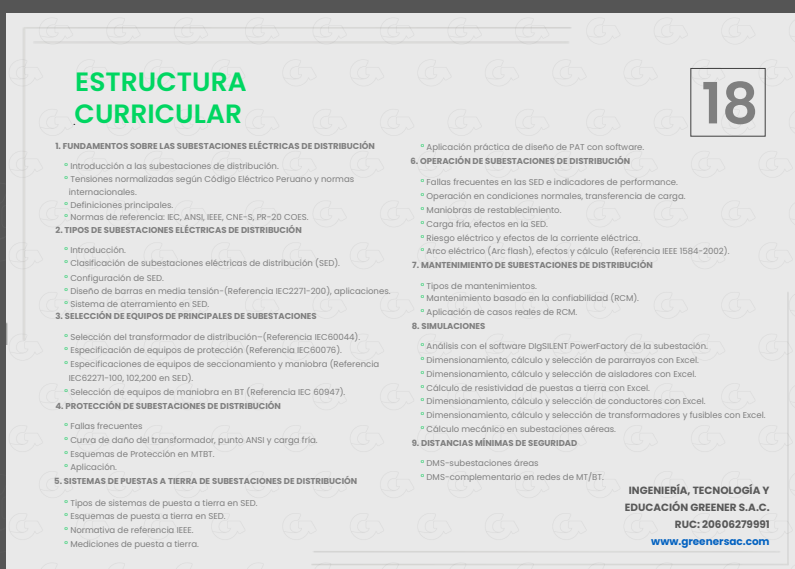 ESTRUCTURA
CURRICULAR
18
1. FUNDAMENTOS SOBRE LAS SUBESTACIONES ELÉCTRICAS DE DISTRIBUCIÓN
Introducción a las subestaciones de distribución.
Tensiones normalizadas según Código Eléctrico Peruano y normas
internacionales.
Definiciones principales.
Normas de referencia: IEC, ANSI, IEEE, CNE-S, PR-20 COES.
2. TIPOS DE SUBESTACIONES ELÉCTRICAS DE DISTRIBUCIÓN
Introducción.
Clasificación de subestaciones eléctricas de distribución (SED).
Configuración de SED.
Diseño de barras en media tensión-(Referencia IEC2271-200), aplicaciones.
Sistema de aterramiento en SED.
3. SELECCIÓN DE EQUIPOS DE PRINCIPALES DE SUBESTACIONES
Selección del transformador de distribución-(Referencia IEC60044).
Especificación de equipos de protección (Referencia IEC60076).
Especificaciones de equipos de seccionamiento y maniobra (Referencia
IEC62271-100, 102,200 en SED).
Selección de equipos de maniobra en BT (Referencia IEC 60947).
4. PROTECCIÓN DE SUBESTACIONES DE DISTRIBUCIÓN
Fallas frecuentes
Curva de daño del transformador, punto ANSI y carga fría.
Esquemas de Protección en MTBT.
Aplicación.
5. SISTEMAS DE PUESTAS A TIERRA DE SUBESTACIONES DE DISTRIBUCIÓN
Tipos de sistemas de puesta a tierra en SED.
Esquemas de puesta a tierra en SED.
Normativa de referencia IEEE.
Mediciones de puesta a tierra.
Aplicación práctica de diseño de PAT con software.
6. OPERACIÓN DE SUBESTACIONES DE DISTRIBUCIÓN
Fallas frecuentes en las SED e indicadores de performance.
Operación en condiciones normales, transferencia de carga.
Maniobras de restablecimiento.
Carga fría, efectos en la SED.
Riesgo eléctrico y efectos de la corriente eléctrica.
Arco eléctrico (Arc flash), efectos y cálculo (Referencia IEEE 1584-2002).
7. MANTENIMIENTO DE SUBESTACIONES DE DISTRIBUCIÓN
Tipos de mantenimientos.
Mantenimiento basado en la confiabilidad (RCM).
Aplicación de casos reales de RCM.
8. SIMULACIONES
Análisis con el software DIgSILENT PowerFactory de la subestación.
Dimensionamiento, cálculo y selección de pararrayos con Excel.
Dimensionamiento, cálculo y selección de aisladores con Excel.
Cálculo de resistividad de puestas a tierra con Excel.
Dimensionamiento, cálculo y selección de conductores con Excel.
Dimensionamiento, cálculo y selección de transformadores y fusibles con Excel.
Cálculo mecánico en subestaciones aéreas.
9. DISTANCIAS MÍNIMAS DE SEGURIDAD
DMS-subestaciones áreas
DMS-complementario en redes de MT/BT.
INGENIERÍA, TECNOLOGÍA Y
EDUCACIÓN GREENER S.A.C.
RUC: 20606279991
www.greenersac.com